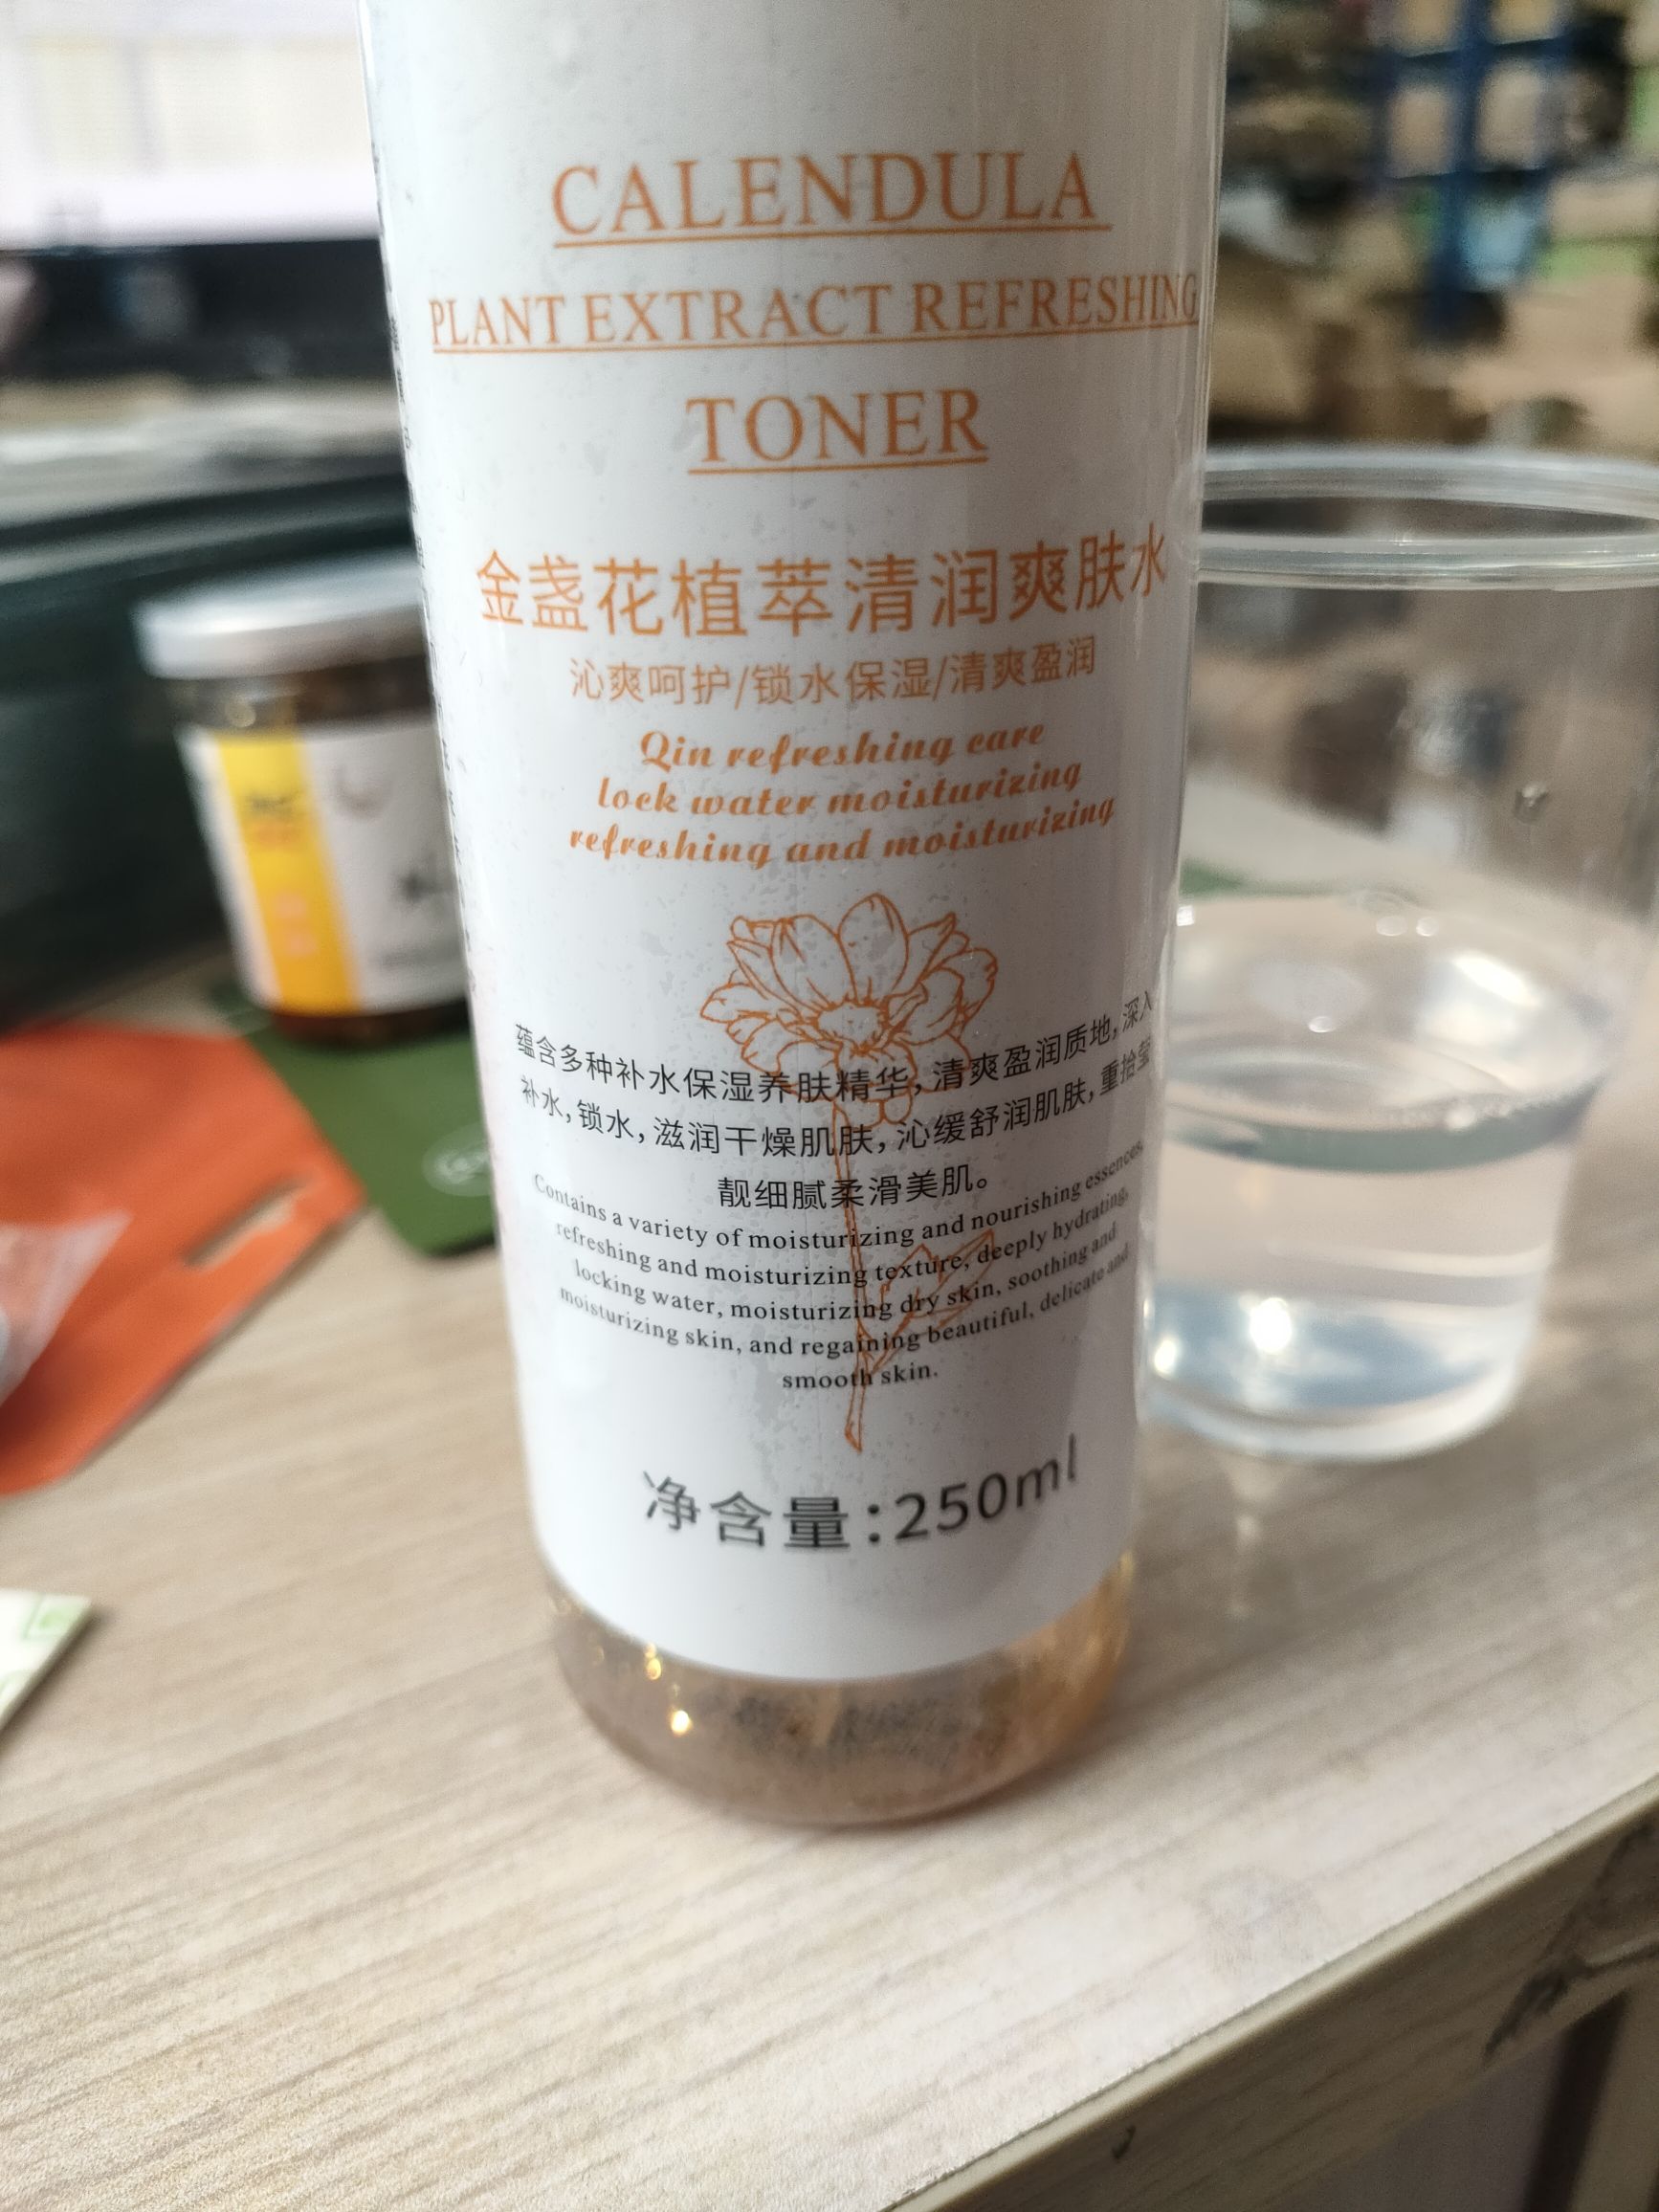 CALENDULA
PLANT EXTRACT REFRESHING
TONER
金盏花植萃清润爽肤水
沁爽呵护/锁水保湿/清爽盈润
Qin refreshing care
lock water moisturizing
refreshing and moisturizing
蕴含多种补水保湿养肤精华，清爽盈润质地，深入
补水，锁水，滋润干燥肌肤，沁缓舒润肌肤，重拾莹
靓细腻柔滑美肌。
Contains a variety of moisturizing and nourishing essences,
refreshing and moisturizing texture, deeply hydrating,
locking water, moisturizing dry skin, soothing and
moisturizing skin, and regaining beautiful, delicate and
smooth skin.
净含量：250ml